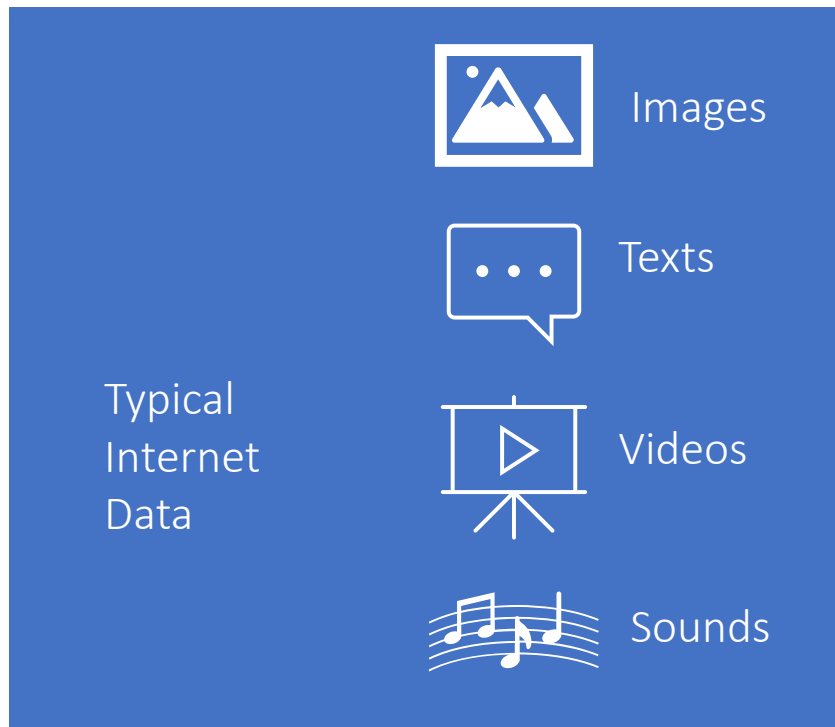 Typical
Internet
Data
Images
Texts
Videos
Sounds